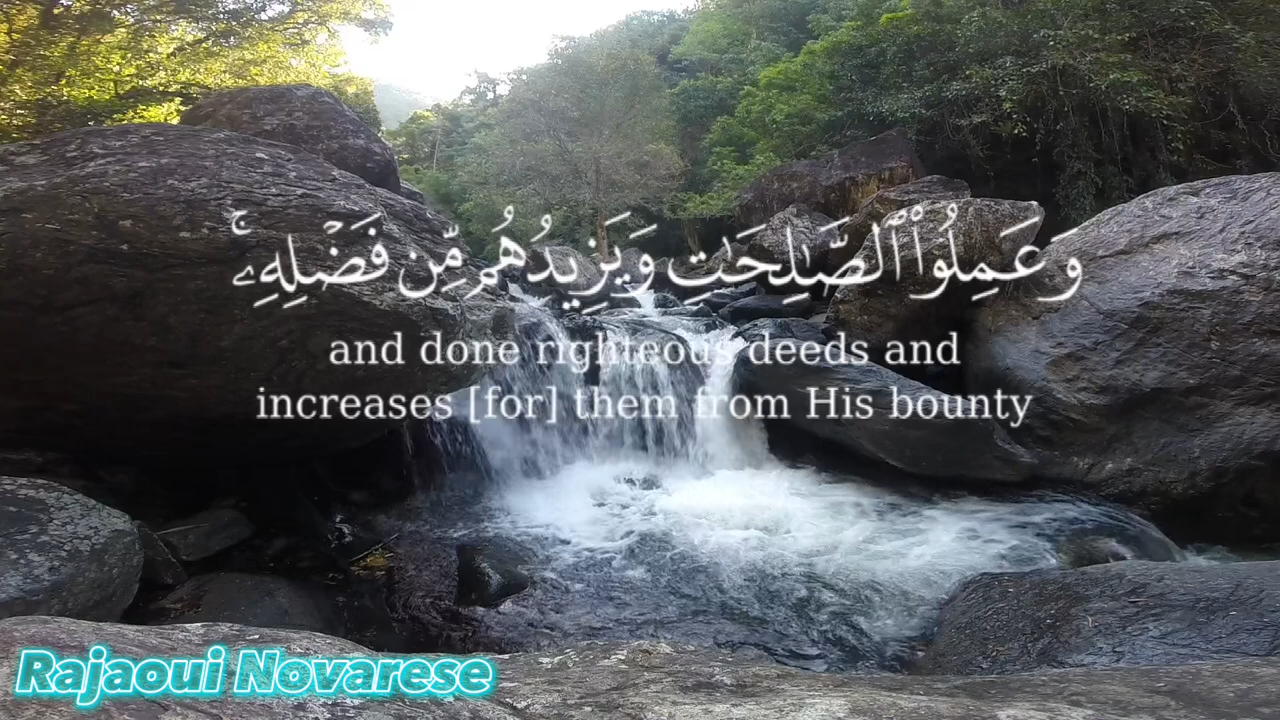 وَعَمِلُوا۟ ٱلصَّـٰلِحَـٰتِ وَيَزِيدُهُم مِّن فَضْلِهِۦ ۚ
and done righteous deeds and
increases [for] them from His bounty
Rajaoui Novarese